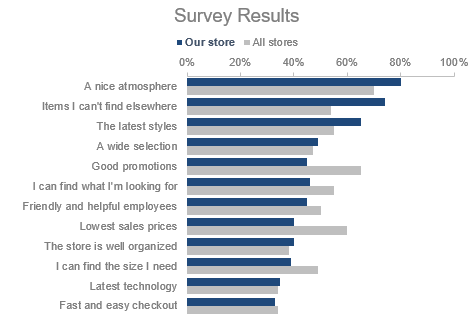 Survey Results
Our store All stores
0% 20% 40% 60% 80% 100%
A nice atmosphere
Items I can't find elsewhere
The latest styles
A wide selection
Good promotions
I can find what I'm looking for
Friendly and helpful employees
Lowest sales prices
The store is well organized
I can find the size I need
Latest technology
Fast and easy checkout